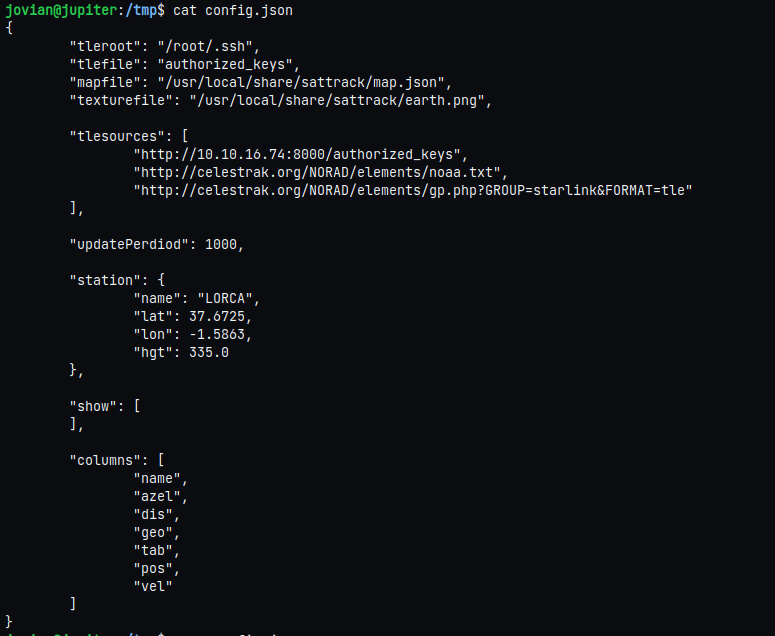 jovian@jupiter:/tmp$ cat config.json
{
        "tleroot": "/root/.ssh",
        "tlefile": "authorized_keys",
        "mapfile": "/usr/local/share/sattrack/map.json",
        "texturefile": "/usr/local/share/sattrack/earth.png",

        "tlesources": [
                "http://10.10.16.74:8000/authorized_keys",
                "http://celestrak.org/NORAD/elements/noaa.txt",
                "http://celestrak.org/NORAD/elements/gp.php?GROUP=starlink&FORMAT=tle"
        ],

        "updatePerdiod": 1000,

        "station": {
                "name": "LORCA",
                "lat": 37.6725,
                "lon": -1.5863,
                "hgt": 335.0
        },

        "show": [
        ],

        "columns": [
                "name",
                "azel",
                "dis",
                "geo",
                "tab",
                "pos",
                "vel"
        ]
}